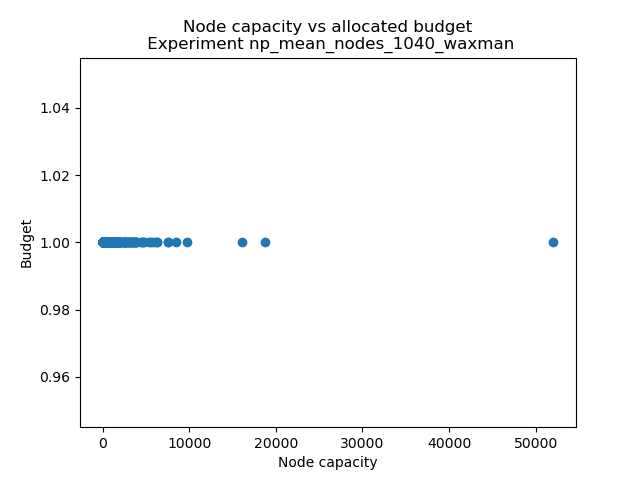 Node capacity vs allocated budget
Experiment np_mean_nodes_1040_waxman
1.04
1.02
1.00
0.98
0.96
Budget
0 10000 20000 30000 40000 50000
Node capacity